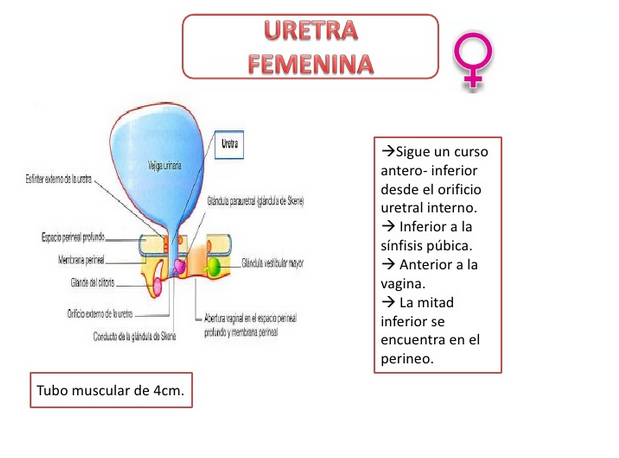 URETRA
FEMENINA
Uretra
Vejiga urinaria
Esfínter externo de la uretra
Glándula parauretral (glándula de Skene)
Espacio perineal profundo
Membrana perineal
Glándula vestibular mayor
Glande del clítoris
Orificio externo de la uretra
Abertura vaginal en el espacio perineal
profundo y membrana perineal
Conducto de la glándula de Skene
→Sigue un curso
antero- inferior
desde el orificio
uretral interno.
→ Inferior a la
sínfisis púbica.
→ Anterior a la
vagina.
→ La mitad
inferior se
encuentra en el
perineo.
Tubo muscular de 4cm.